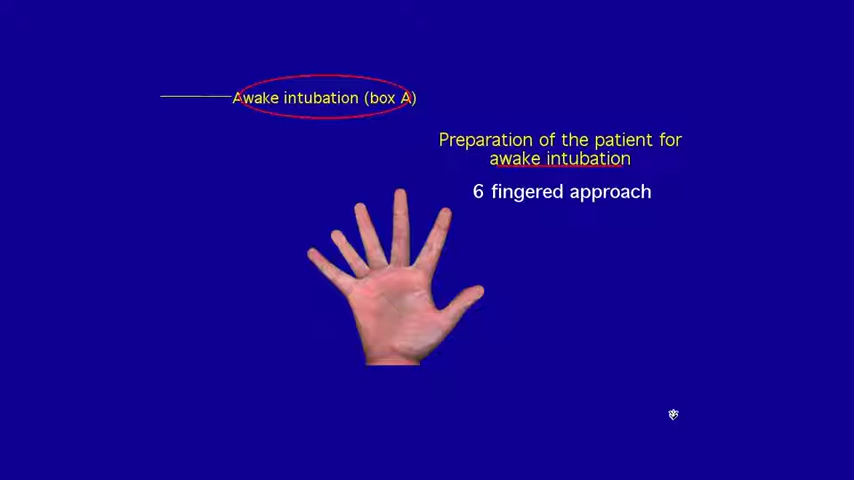 Awake intubation (box A)
Preparation of the patient for
awake intubation
6 fingered approach